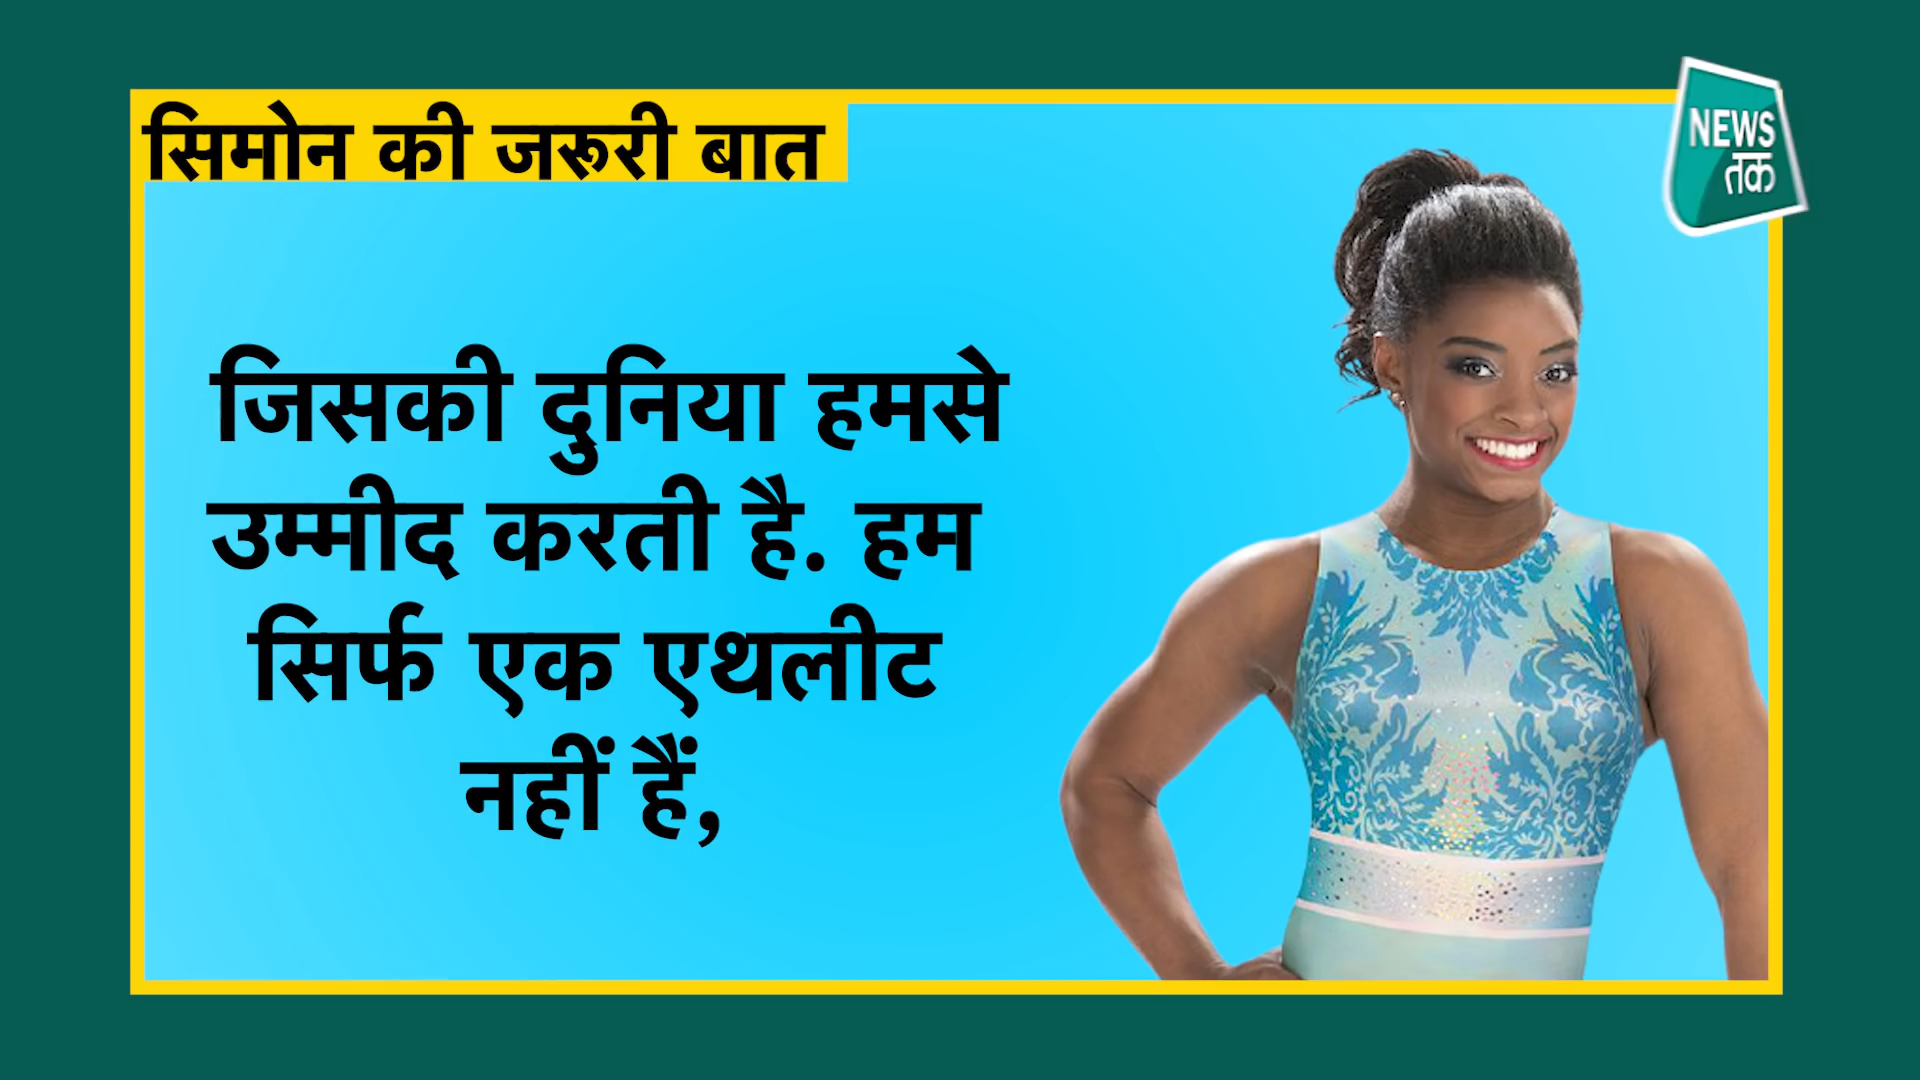 सिमोन की जरूरी बात
NEWS
तक
जिसकी दुनिया हमसे
उम्मीद करती है. हम
सिर्फ एक एथलीट
नहीं हैं,